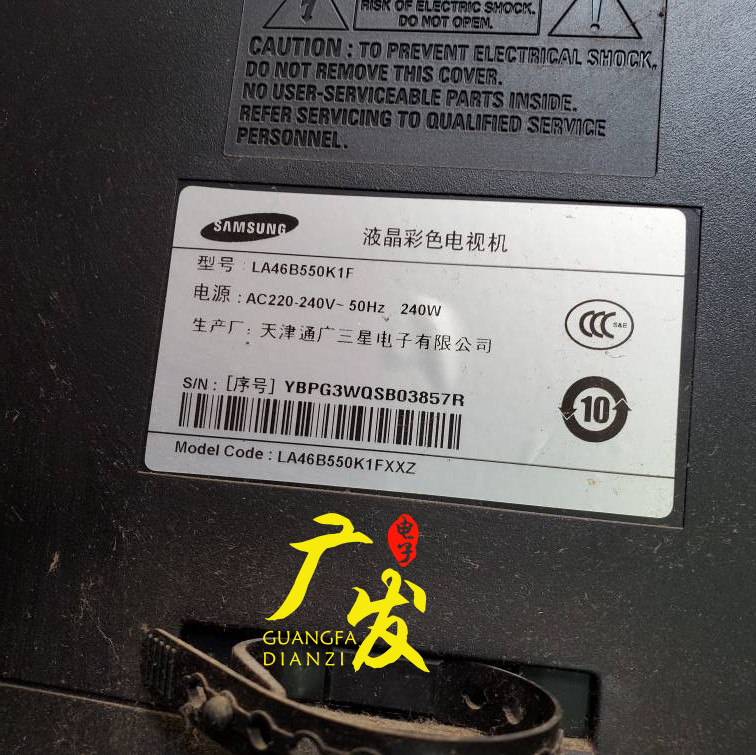 RISK OF ELECTRIC SHOCK.
DO NOT OPEN.
CAUTION : TO PREVENT ELECTRICAL SHOCK,
DO NOT REMOVE THIS COVER.
NO USER-SERVICEABLE PARTS INSIDE.
REFER SERVICING TO QUALIFIED SERVICE
PERSONNEL.
SAMSUNG
液晶彩色电视机
型号 : LA46B550K1F
电源 : AC220-240V~ 50Hz 240W
CCC S&E
生产厂: 天津通广三星电子有限公司
S/N : [序号] YBPG3WQSB03857R
10
Model Code : LA46B550K1FXXZ
广发
电子
GUANGFA
DIANZI